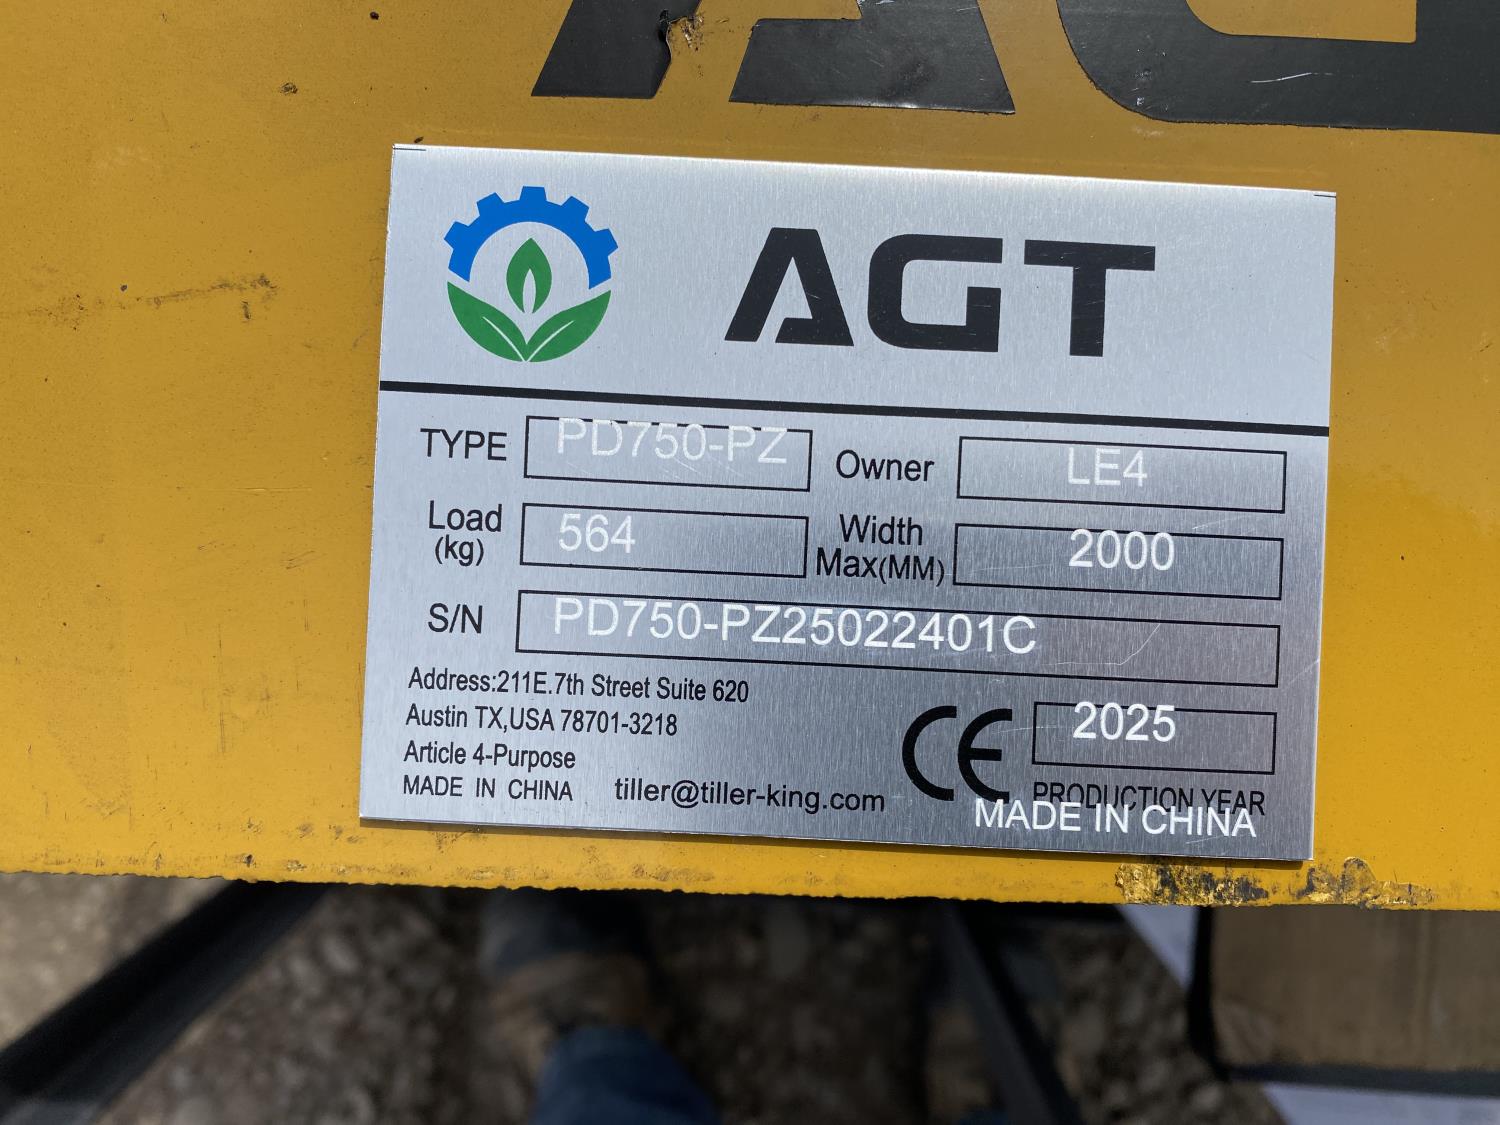 AG
AGT
TYPE PD750-PZ Owner LE4
Load (kg) 564 Width Max(MM) 2000
S/N PD750-PZ25022401C
Address:211E.7th Street Suite 620
Austin TX,USA 78701-3218
Article 4-Purpose
MADE IN CHINA tiller@tiller-king.com
CE 2025
PRODUCTION YEAR
MADE IN CHINA